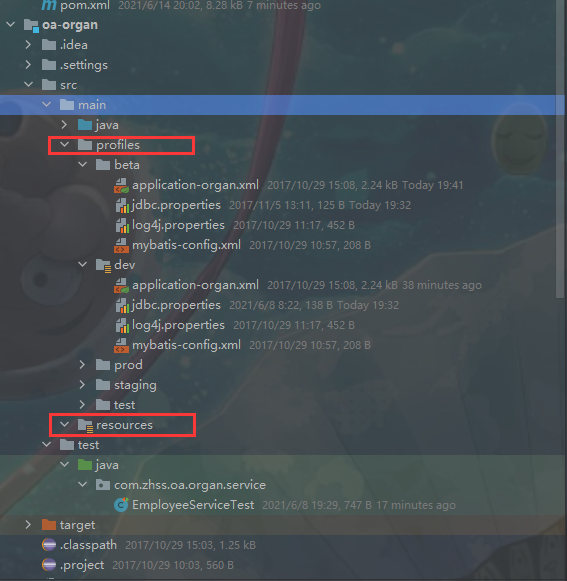 pom.xml 2021/6/14 20:02, 8.28 kB 7 minutes ago
oa-organ
.idea
.settings
src
main
java
profiles
beta
application-organ.xml 2017/10/29 15:08, 2.24 kB Today 19:41
jdbc.properties 2017/11/5 13:11, 125 B Today 19:32
log4j.properties 2017/10/29 11:17, 452 B
mybatis-config.xml 2017/10/29 10:57, 208 B
dev
application-organ.xml 2017/10/29 15:08, 2.24 kB 38 minutes ago
jdbc.properties 2021/6/8 8:22, 138 B Today 19:32
log4j.properties 2017/10/29 11:17, 452 B
mybatis-config.xml 2017/10/29 10:57, 208 B
prod
staging
test
resources
test
java
com.zhss.oa.organ.service
EmployeeServiceTest 2021/6/8 19:29, 747 B 17 minutes ago
target
.classpath 2017/10/29 15:03, 1.25 kB
.project 2017/10/29 10:03, 560 B